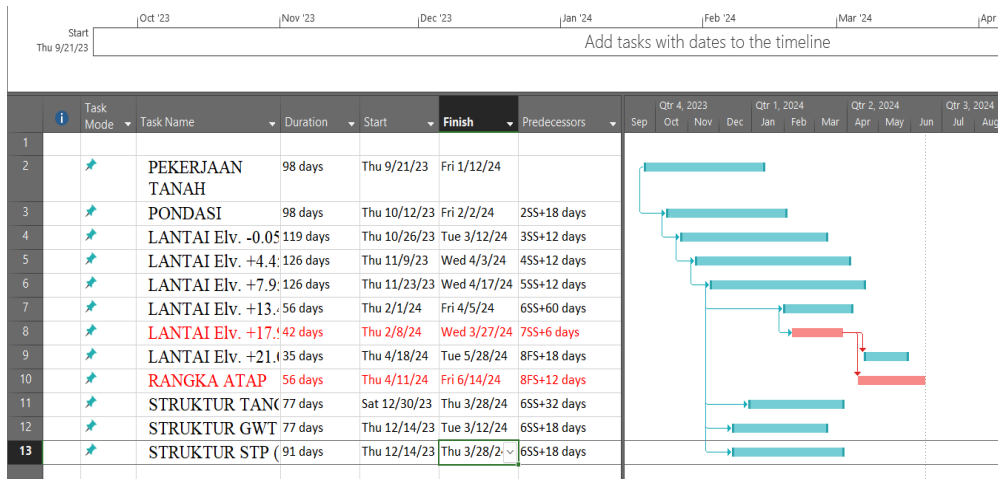 Oct '23 Nov '23 Dec '23 Jan '24 Feb '24 Mar '24 Apr
Start
Thu 9/21/23
Add tasks with dates to the timeline
Qtr 4, 2023 Qtr 1, 2024 Qtr 2, 2024 Qtr 3, 2024
Task Mode Task Name Duration Start Finish Predecessors Sep Oct Nov Dec Jan Feb Mar Apr May Jun Jul Aug
1
2 PEKERJAAN TANAH 98 days Thu 9/21/23 Fri 1/12/24
3 PONDASI 98 days Thu 10/12/23 Fri 2/2/24 2SS+18 days
4 LANTAI Elv. -0.05 119 days Thu 10/26/23 Tue 3/12/24 3SS+12 days
5 LANTAI Elv. +4.4 126 days Thu 11/9/23 Wed 4/3/24 4SS+12 days
6 LANTAI Elv. +7.9 126 days Thu 11/23/23 Wed 4/17/24 5SS+12 days
7 LANTAI Elv. +13. 56 days Thu 2/1/24 Fri 4/5/24 6SS+60 days
8 LANTAI Elv. +17. 42 days Thu 2/8/24 Wed 3/27/24 7SS+6 days
9 LANTAI Elv. +21. 35 days Thu 4/18/24 Tue 5/28/24 8FS+18 days
10 RANGKA ATAP 56 days Thu 4/11/24 Fri 6/14/24 8FS+12 days
11 STRUKTUR 77 days Sat 12/30/23 Thu 3/28/24 6SS+32 days
12 STRUKTUR GWT 77 days Thu 12/14/23 Tue 3/12/24 6SS+18 days
13 STRUKTUR STP ( 91 days Thu 12/14/23 Thu 3/28/2 6SS+18 days